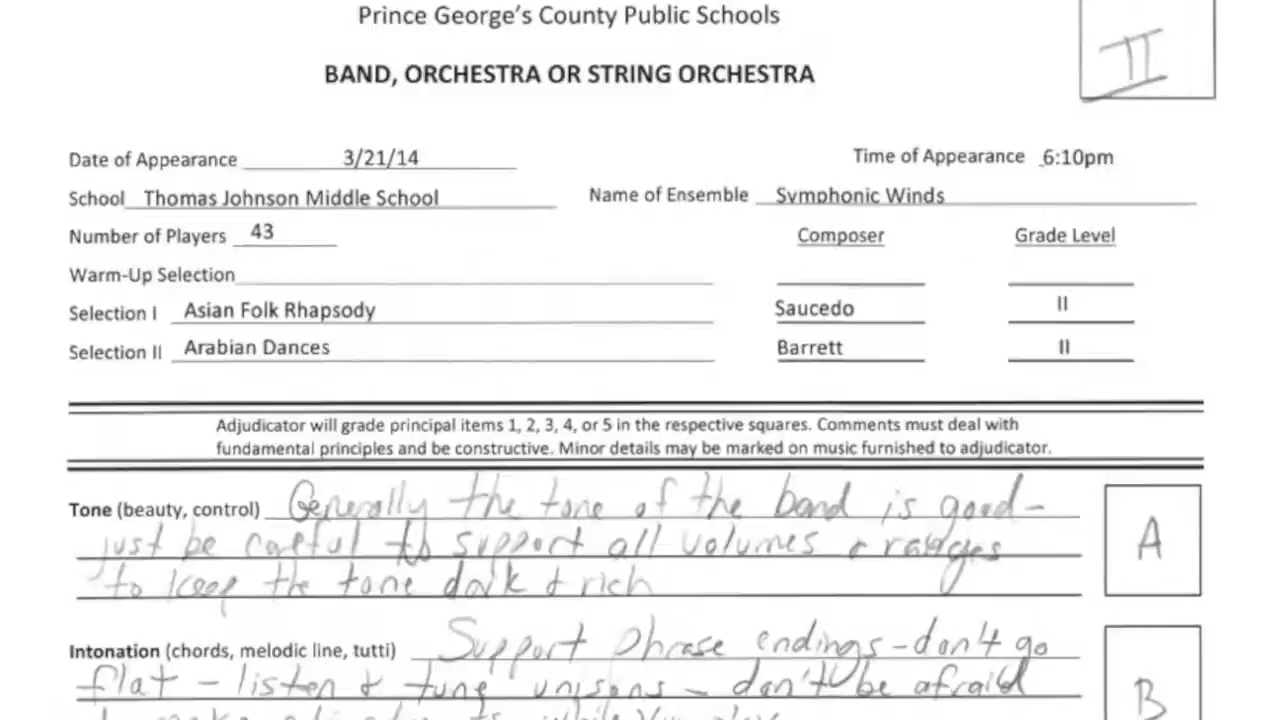 Prince George's County Public Schools
II
BAND, ORCHESTRA OR STRING ORCHESTRA
Date of Appearance 3/21/14 Time of Appearance 6:10pm
School Thomas Johnson Middle School Name of Ensemble Symphonic Winds
Number of Players 43 Composer Grade Level
Warm-Up Selection
Selection I Asian Folk Rhapsody Saucedo II
Selection II Arabian Dances Barrett II
Adjudicator will grade principal items 1, 2, 3, 4, or 5 in the respective squares. Comments must deal with
fundamental principles and be constructive. Minor details may be marked on music furnished to adjudicator.
Tone (beauty, control) Generally the tone of the band is good-
just be careful to support all volumes & ranges
A
to keep the tone dark & rich
Intonation (chords, melodic line, tutti) Support phrase endings - don't go
flat - listen & tune unisons - don't be afraid
B
to make adjustments while you play